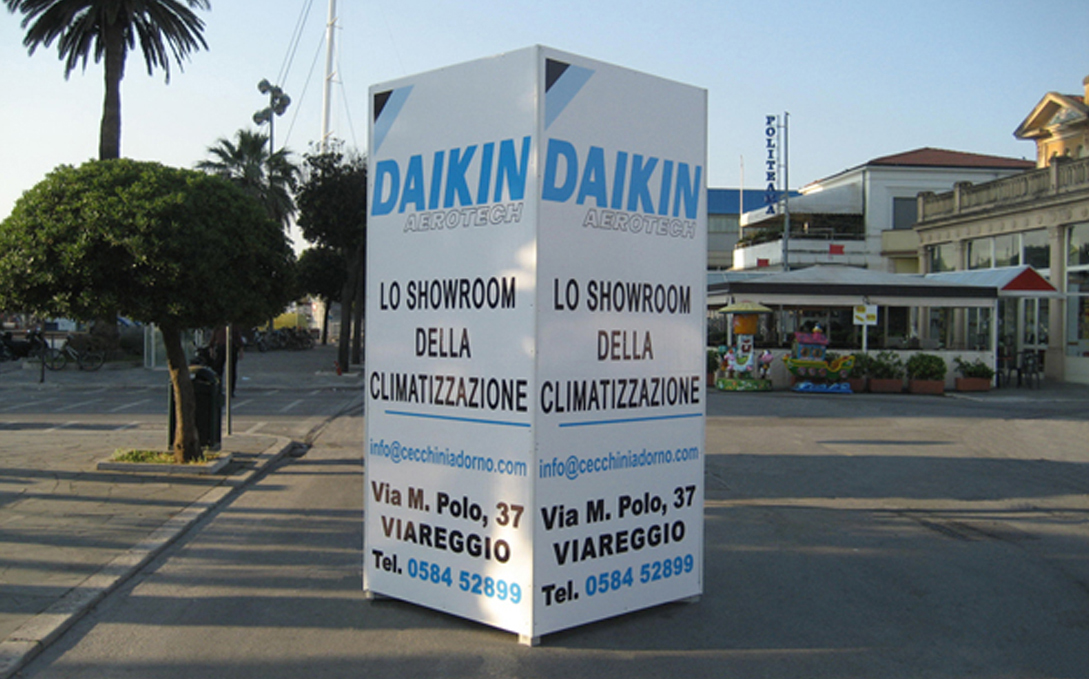 DAIKIN
AEROTECH
LO SHOWROOM
DELLA
CLIMATIZZAZIONE
info@cecchiniadorno.com
Via M. Polo, 37
VIAREGGIO
Tel. 0584 52899
DAIKIN
AEROTECH
LO SHOWROOM
DELLA
CLIMATIZZAZIONE
info@cecchiniadorno.com
Via M. Polo, 37
VIAREGGIO
Tel. 0584 52899
POLITEAMA